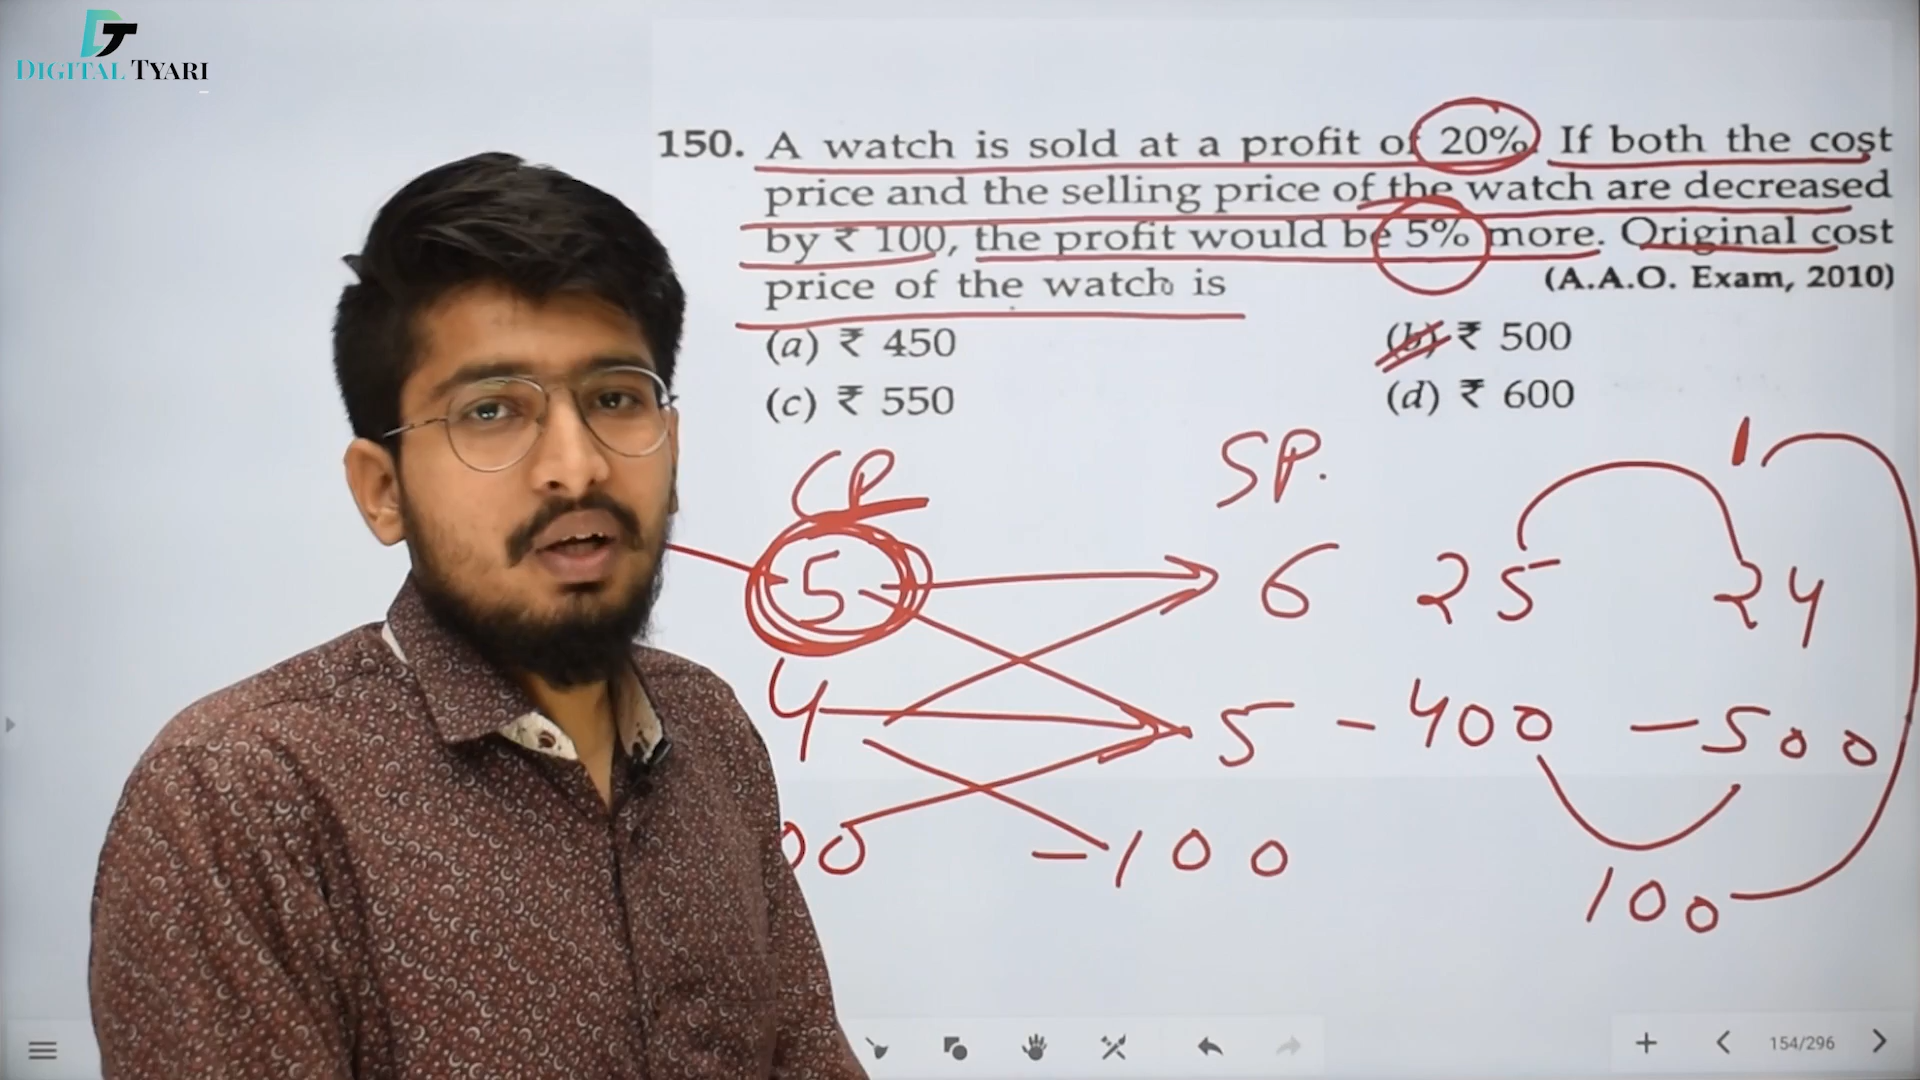 DT
DIGITAL TYARI
150. A watch is sold at a profit of 20%. If both the cost
price and the selling price of the watch are decreased
by ₹ 100, the profit would be 5% more. Original cost
price of the watch is (A.A.O. Exam, 2010)
(a) ₹ 450 (b) ₹ 500
(c) ₹ 550 (d) ₹ 600
CP SP. 1
5 6 25 24
4 5 - 400 - 500
00 - 100
100
154/296